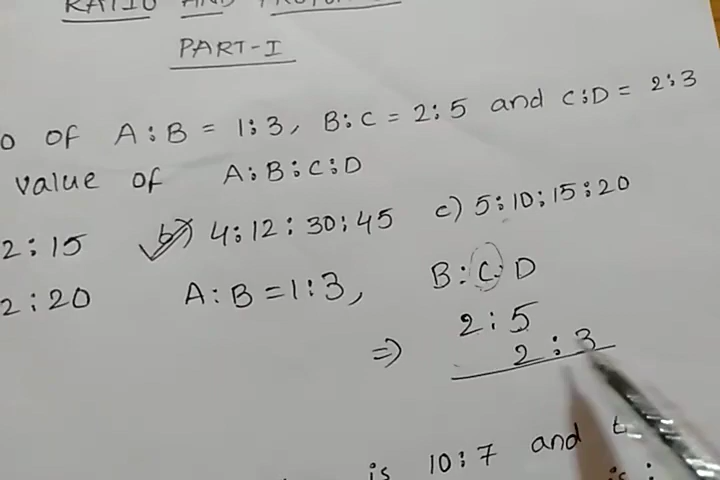 PART-I
of A:B = 1:3, B:C = 2:5 and C:D = 2:3
value of A:B:C:D
2:15 b) 4:12:30:45 c) 5:10:15:20
2:20 A:B=1:3, B:C:D
2:5
=> 2:3
is 10:7 and